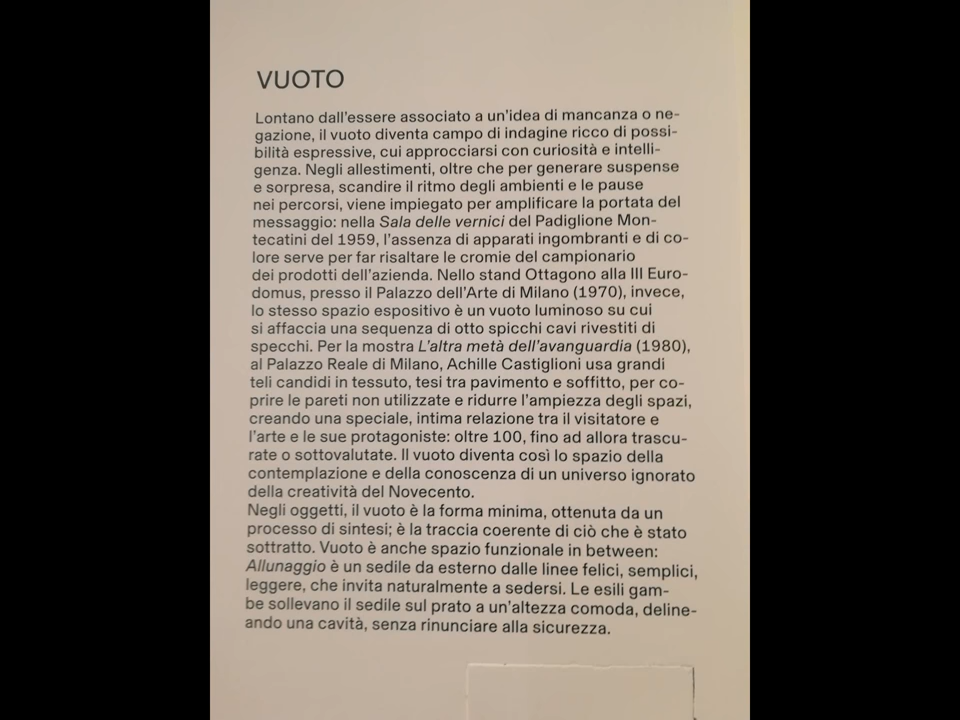 VUOTO
Lontano dall'essere associato a un'idea di mancanza o ne-
gazione, il vuoto diventa campo di indagine ricco di possi-
bilità espressive, cui approcciarsi con curiosità e intelli-
genza. Negli allestimenti, oltre che per generare suspense
e sorpresa, scandire il ritmo degli ambienti e le pause
nei percorsi, viene impiegato per amplificare la portata del
messaggio: nella Sala delle vernici del Padiglione Mon-
tecatini del 1959, l'assenza di apparati ingombranti e di co-
lore serve per far risaltare le cromie del campionario
dei prodotti dell'azienda. Nello stand Ottagono alla III Euro-
domus, presso il Palazzo dell'Arte di Milano (1970), invece,
lo stesso spazio espositivo è un vuoto luminoso su cui
si affaccia una sequenza di otto spicchi cavi rivestiti di
specchi. Per la mostra L'altra metà dell'avanguardia (1980),
al Palazzo Reale di Milano, Achille Castiglioni usa grandi
teli candidi in tessuto, tesi tra pavimento e soffitto, per co-
prire le pareti non utilizzate e ridurre l'ampiezza degli spazi,
creando una speciale, intima relazione tra il visitatore e
l'arte e le sue protagoniste: oltre 100, fino ad allora trascu-
rate o sottovalutate. Il vuoto diventa così lo spazio della
contemplazione e della conoscenza di un universo ignorato
della creatività del Novecento.
Negli oggetti, il vuoto è la forma minima, ottenuta da un
processo di sintesi; è la traccia coerente di ciò che è stato
sottratto. Vuoto è anche spazio funzionale in between:
Allunaggio è un sedile da esterno dalle linee felici, semplici,
leggere, che invita naturalmente a sedersi. Le esili gam-
be sollevano il sedile sul prato a un'altezza comoda, deline-
ando una cavità, senza rinunciare alla sicurezza.